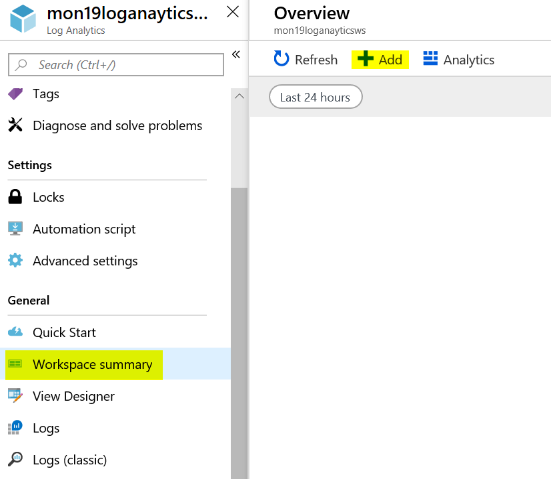 mon19loganaytics...
Log Analytics
Search (Ctrl+/)
Tags
Diagnose and solve problems
Settings
Locks
Automation script
Advanced settings
General
Quick Start
Workspace summary
View Designer
Logs
Logs (classic)
Overview
mon19loganayticsws
Refresh
Add
Analytics
Last 24 hours